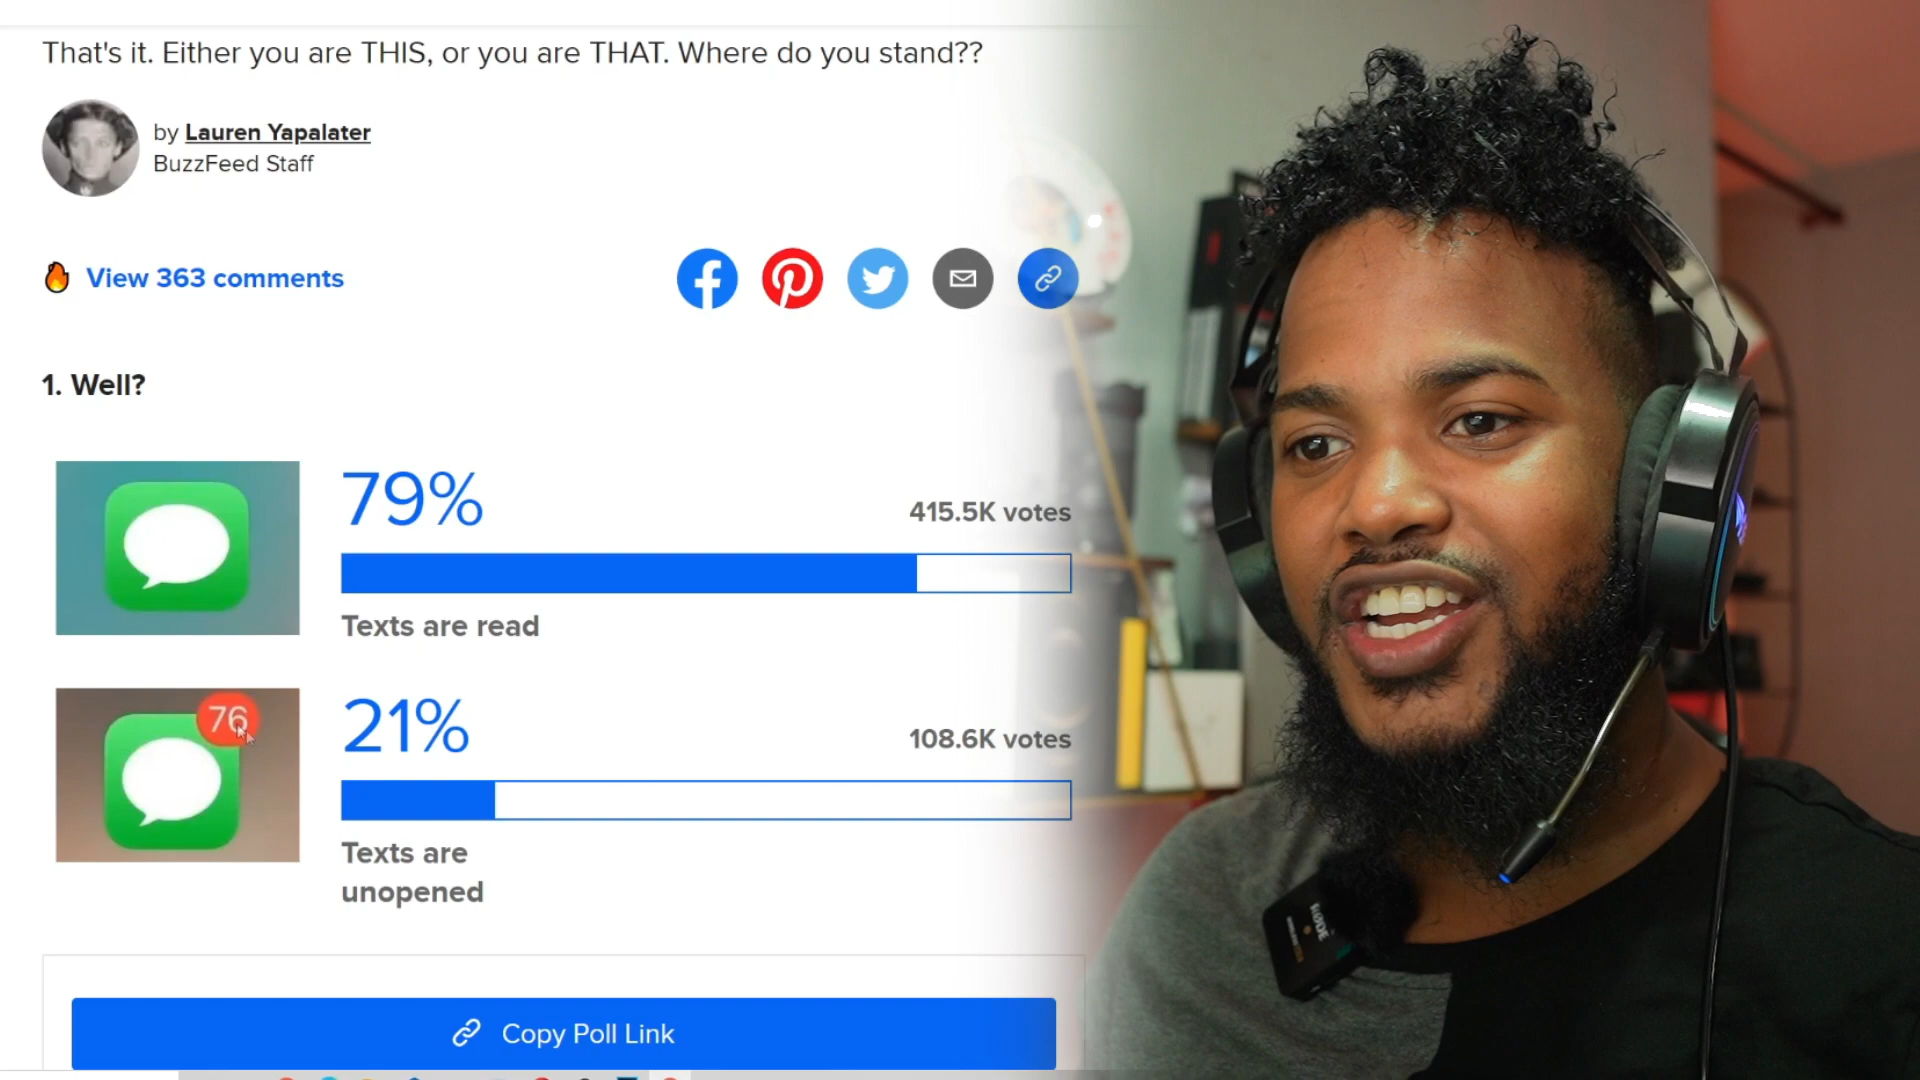 That's it. Either you are THIS, or you are THAT. Where do you stand??
by Lauren Yapalater
BuzzFeed Staff
View 363 comments
1. Well?
79%
415.5K votes
Texts are read
76
21%
108.6K votes
Texts are
unopened
RØDE
Copy Poll Link